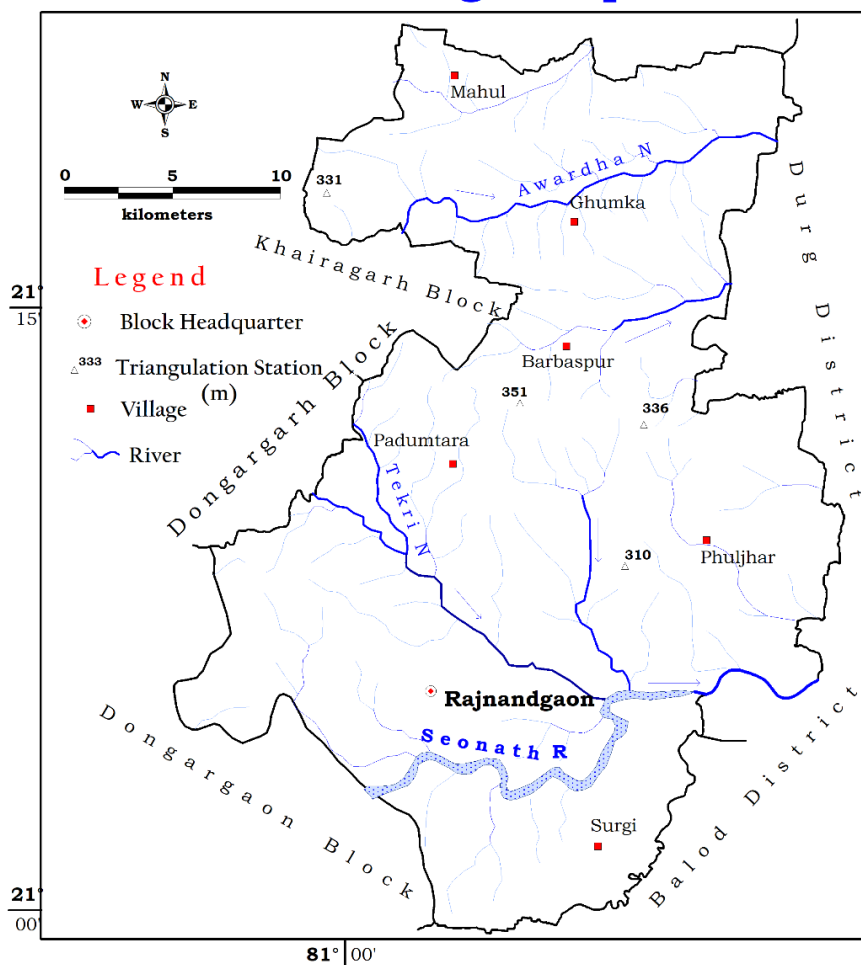 Mahul
N
W E
S
0 5 10
kilometers
331
Awardha N
Ghumka
Durg District
Khairagarh Block
Legend
21°
15'
Block Headquarter
333 Triangulation Station
(m)
Village
River
Dongargarh Block
Barbaspur
351
336
Padumtara
Tekri N
310
Phuljhar
Rajnandgaon
Seonath R
Dongargaon Block
Surgi
Balod District
21°
00'
81° 00'